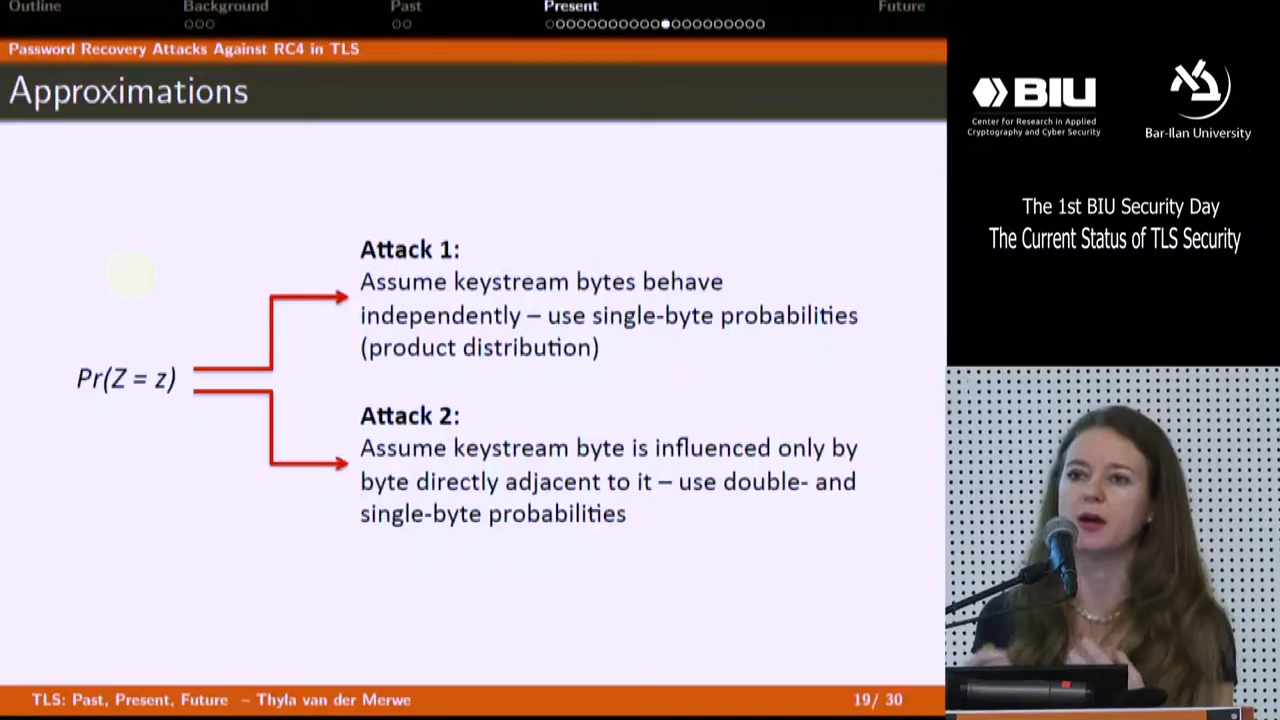 Outline Background Past Present Future
Password Recovery Attacks Against RC4 in TLS
Approximations
Pr(Z = z)
Attack 1:
Assume keystream bytes behave
independently – use single-byte probabilities
(product distribution)
Attack 2:
Assume keystream byte is influenced only by
byte directly adjacent to it – use double- and
single-byte probabilities
TLS: Past, Present, Future – Thyla van der Merwe 19/ 30
BIU
Center for Research in Applied
Cryptography and Cyber Security
Bar-Ilan University
The 1st BIU Security Day
The Current Status of TLS Security